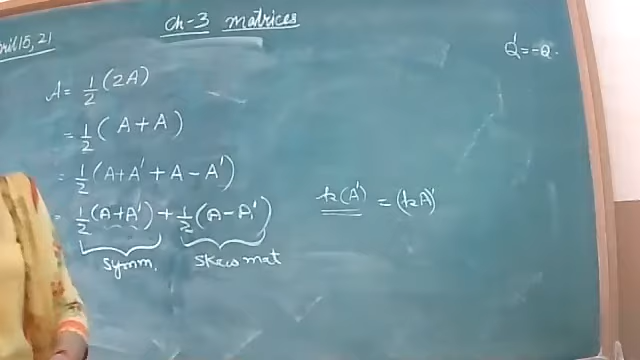 Ch-3 matrices
April 15, 21
Q' = -Q.
A = 1/2 (2A)
= 1/2 (A + A)
= 1/2 (A + A' + A - A')
= 1/2 (A + A') + 1/2 (A - A')
k(A') = (kA)'
symm. skew mat